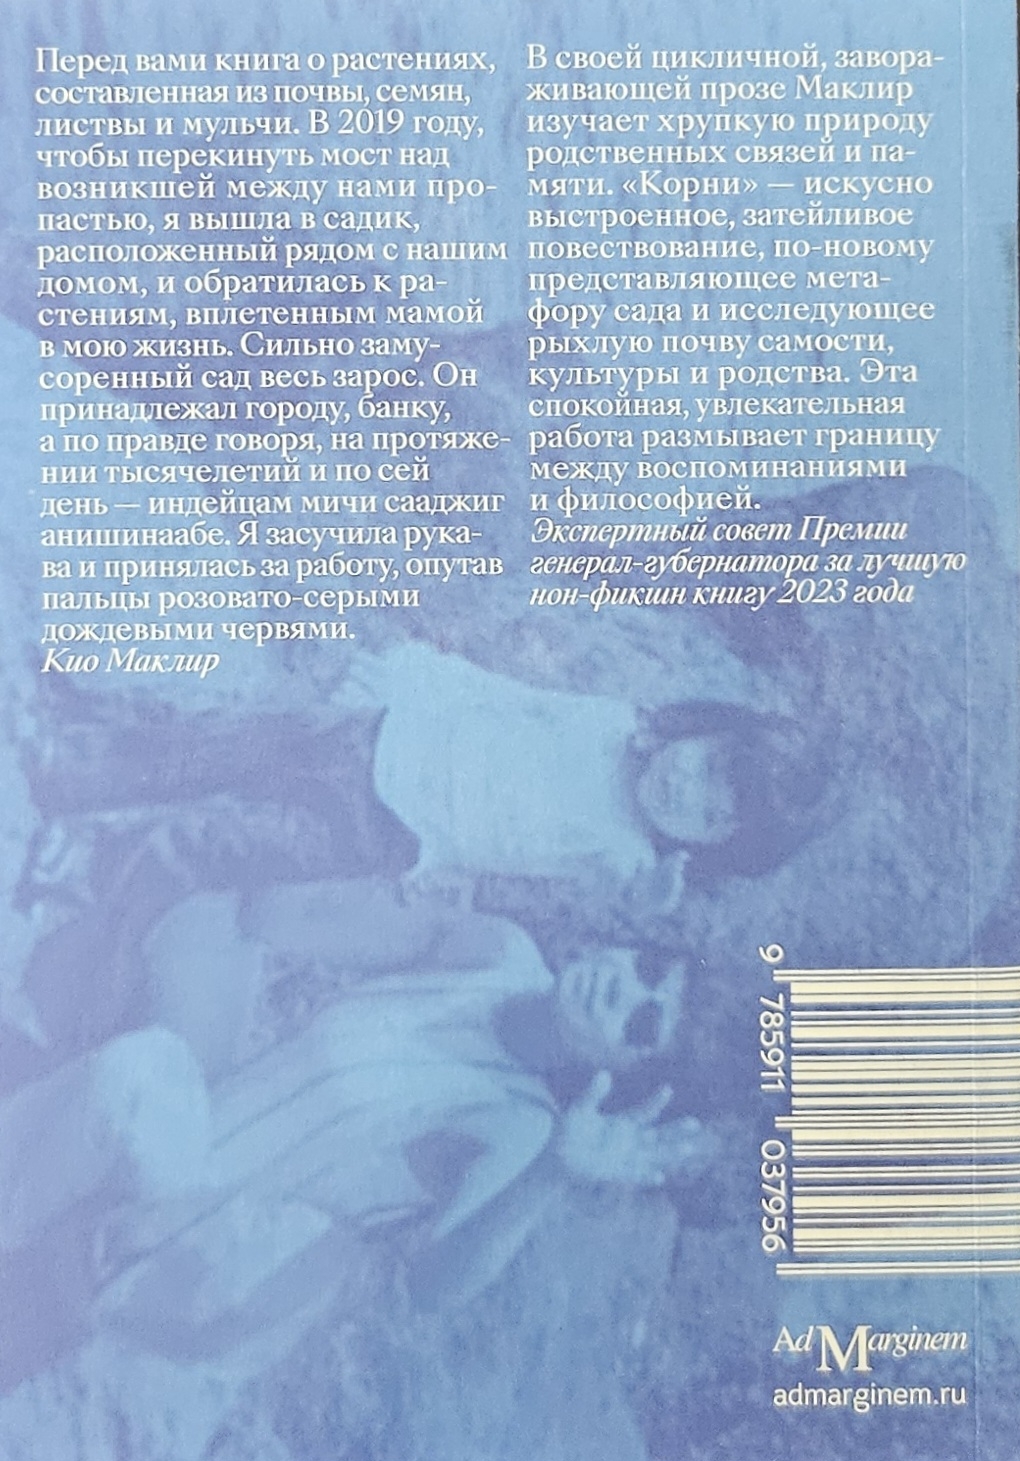 Перед вами книга о растениях,
составленная из почвы, семян,
листвы и мульчи. В 2019 году,
чтобы перекинуть мост над
возникшей между нами про-
пастью, я вышла в садик,
расположенный рядом с нашим
домом, и обратилась к ра-
стениям, вплетенным мамой
в мою жизнь. Сильно заму-
соренный сад весь зарос. Он
принадлежал городу, банку,
а по правде говоря, на протяже-
нии тысячелетий и по сей
день — индейцам мичи сааджиг
анишинаабе. Я засучила рука-
ва и принялась за работу, опутав
пальцы розовато-серыми
дождевыми червями.
Кио Маклир
В своей цикличной, завора-
живающей прозе Маклир
изучает хрупкую природу
родственных связей и па-
мяти. «Корни» — искусно
выстроенное, затейливое
повествование, по-новому
представляющее мета-
фору сада и исследующее
рыхлую почву самости,
культуры и родства. Эта
спокойная, увлекательная
работа размывает границу
между воспоминаниями
и философией.
Экспертный совет Премии
генерал-губернатора за лучшую
нон-фикшн книгу 2023 года
9 785911 037956
Ad Marginem
admarginem.ru